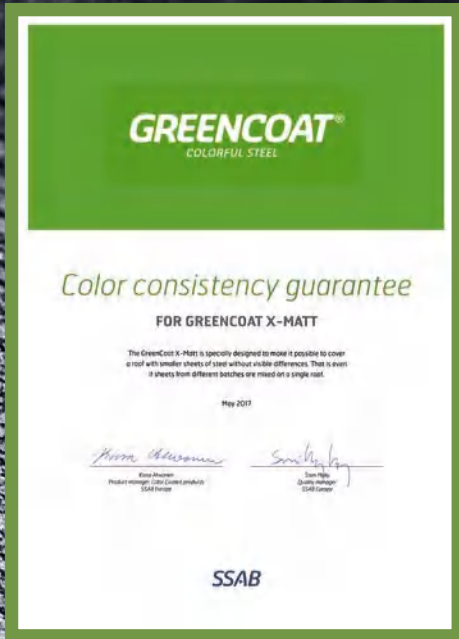 GREENCOAT®
COLORFUL STEEL
Color consistency guarantee
FOR GREENCOAT X-MATT
The GreenCoat X-Matt is specially designed to make it possible to cover
a roof with smaller sheets of steel without visible differences. That is even
if sheets from different batches are mixed on a single roof.
May 2017
Product manager, Color Coated products
SSAB Europe
Quality manager
SSAB Europe
SSAB